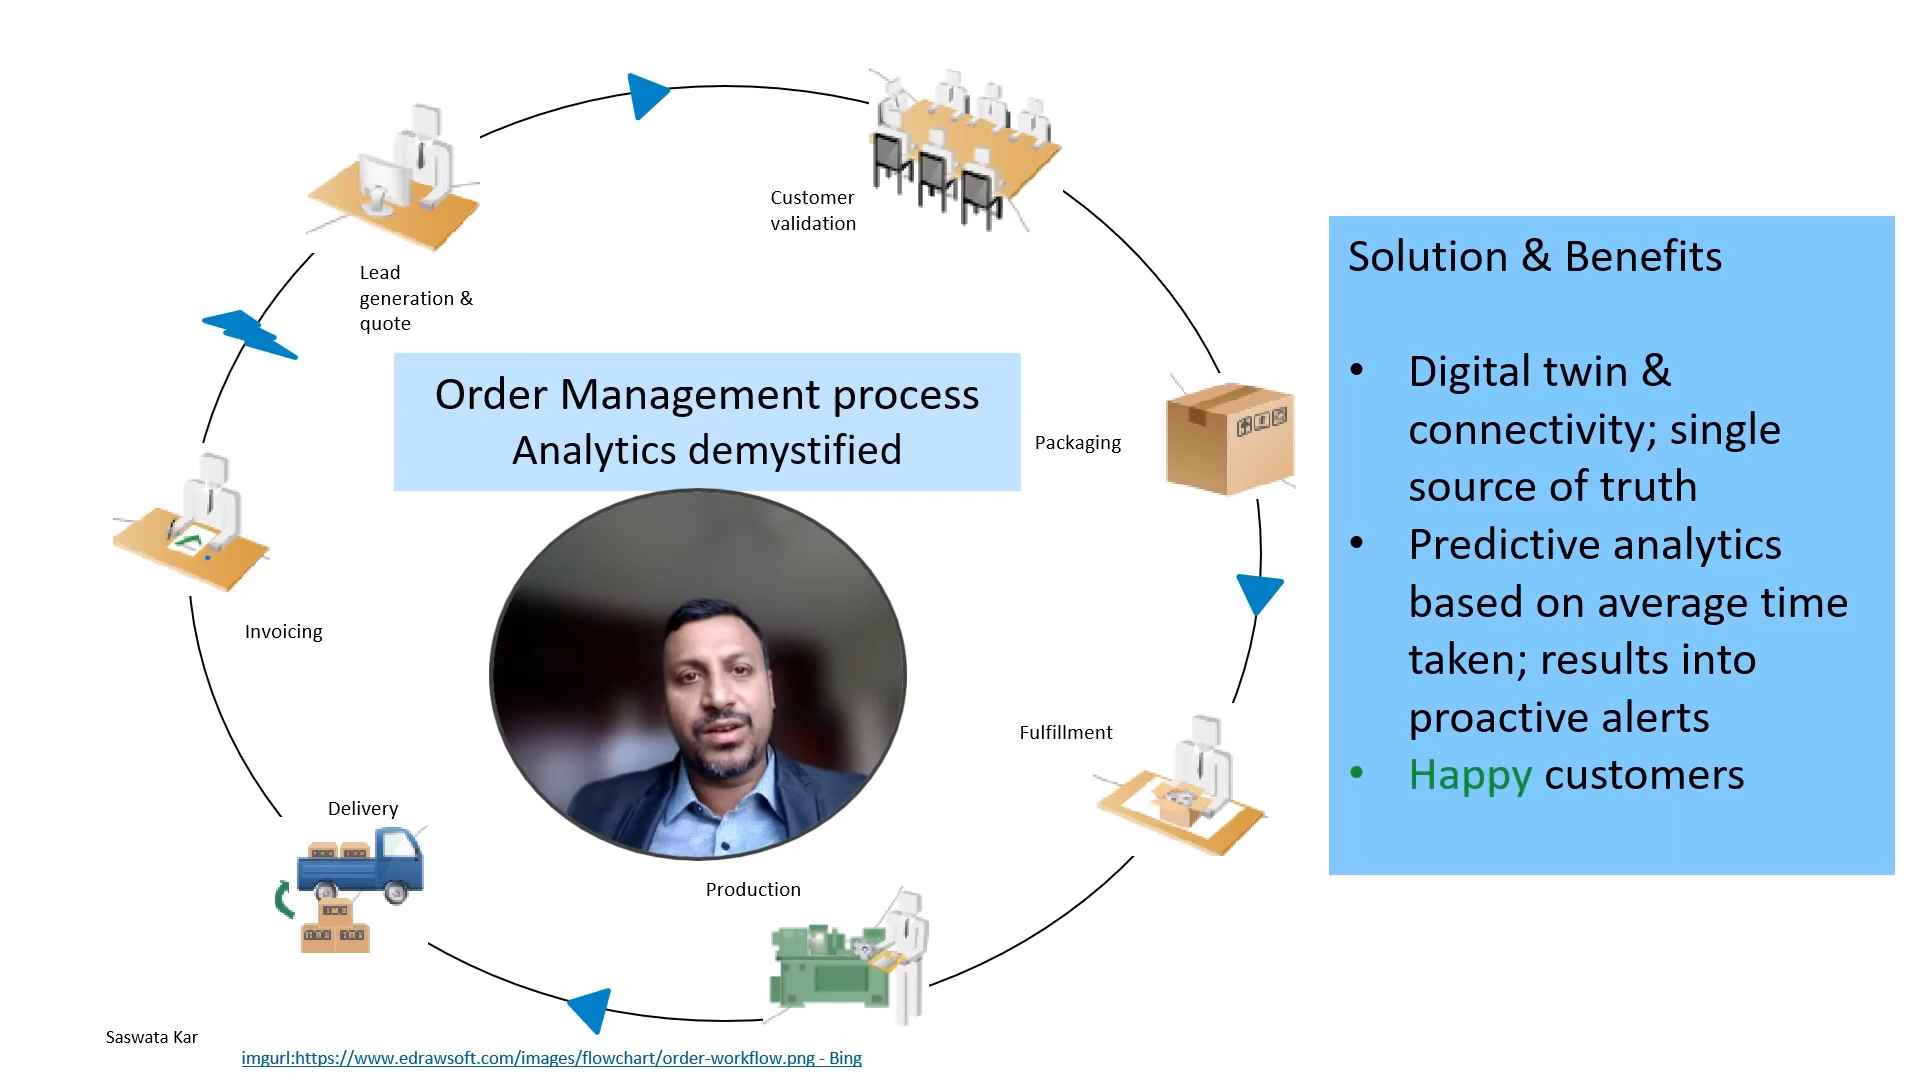 Customer
validation
Lead
generation &
quote
Order Management process
Analytics demystified
Packaging
Invoicing
Fulfillment
Delivery
Production
Solution & Benefits
• Digital twin &
connectivity; single
source of truth
• Predictive analytics
based on average time
taken; results into
proactive alerts
• Happy customers
Saswata Kar
imgurl:https://www.edrawsoft.com/images/flowchart/order-workflow.png - Bing